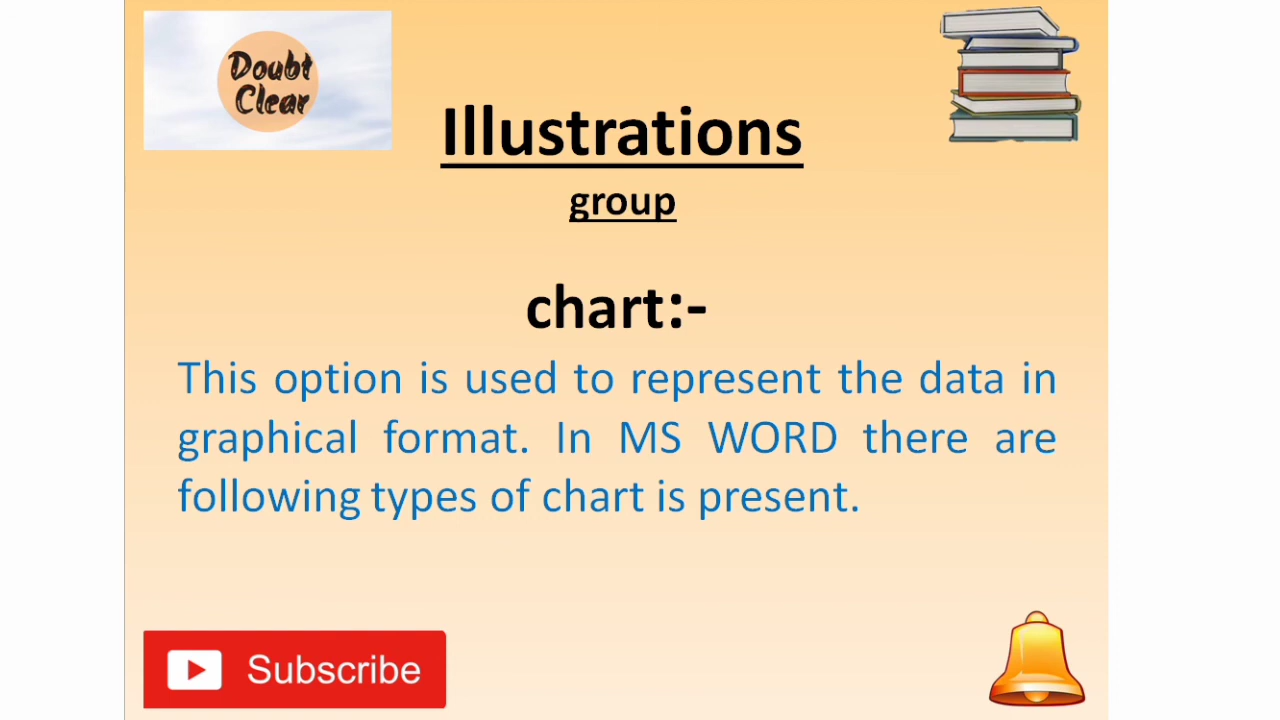 Doubt
Clear
Illustrations
group
chart:-
This option is used to represent the data in
graphical format. In MS WORD there are
following types of chart is present.
Subscribe